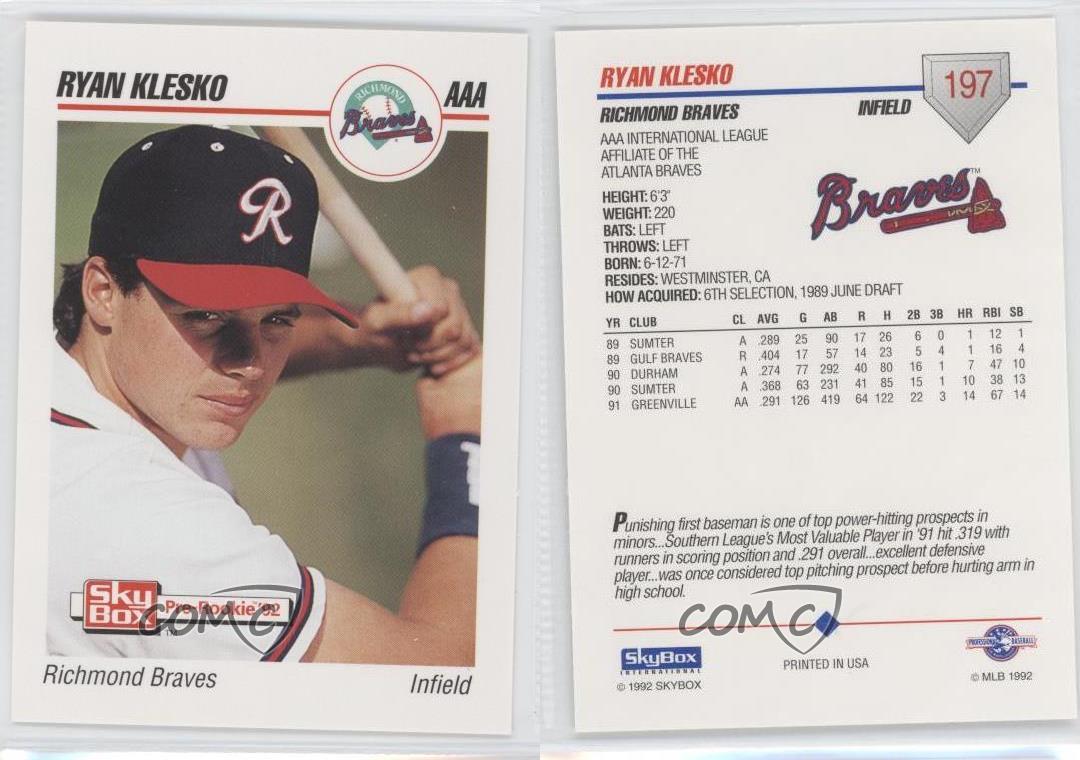 RYAN KLESKO
AAA
RICHMOND
Braves
R
SkyBox
Pre-Rookie '92
TM
COMC
Richmond Braves
Infield
RYAN KLESKO
197
RICHMOND BRAVES
INFIELD
AAA INTERNATIONAL LEAGUE
AFFILIATE OF THE
ATLANTA BRAVES
Braves TM
HEIGHT: 6'3"
WEIGHT: 220
BATS: LEFT
THROWS: LEFT
BORN: 6-12-71
RESIDES: WESTMINSTER, CA
HOW ACQUIRED: 6TH SELECTION, 1989 JUNE DRAFT
YR CLUB CL AVG G AB R H 2B 3B HR RBI SB
89 SUMTER A .289 25 90 17 26 6 0 1 12 1
89 GULF BRAVES R .404 17 57 14 23 5 4 1 16 4
90 DURHAM A .274 77 292 40 80 16 1 7 47 10
90 SUMTER A .368 63 231 41 85 15 1 10 38 13
91 GREENVILLE AA .291 126 419 64 122 22 3 14 67 14
Punishing first baseman is one of top power-hitting prospects in
minors...Southern League's Most Valuable Player in '91 hit .319 with
runners in scoring position and .291 overall...excellent defensive
player...was once considered top pitching prospect before hurting arm in
high school.
COMC
SkyBox
INTERNATIONAL
© 1992 SKYBOX
PRINTED IN USA
PROFESSIONAL BASEBALL
© MLB 1992